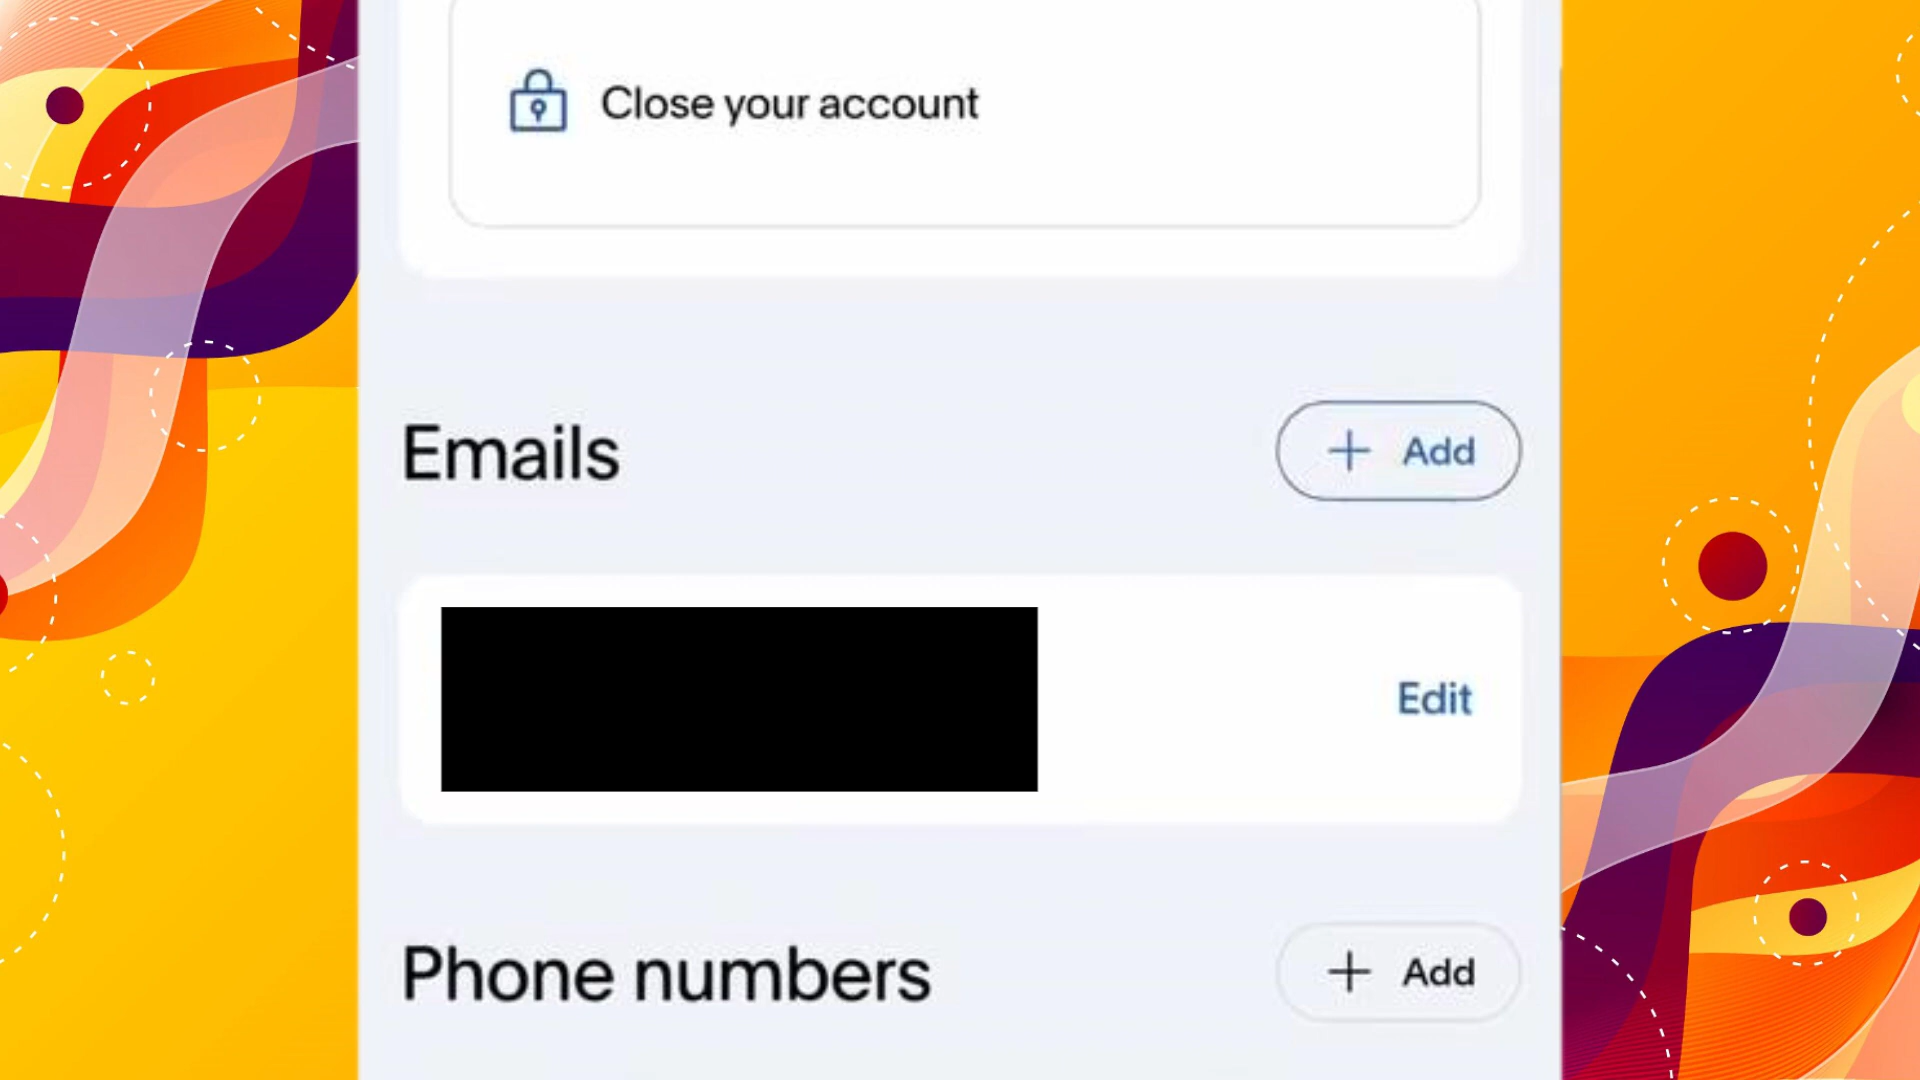 Close your account
Emails
+ Add
Edit
Phone numbers
+ Add